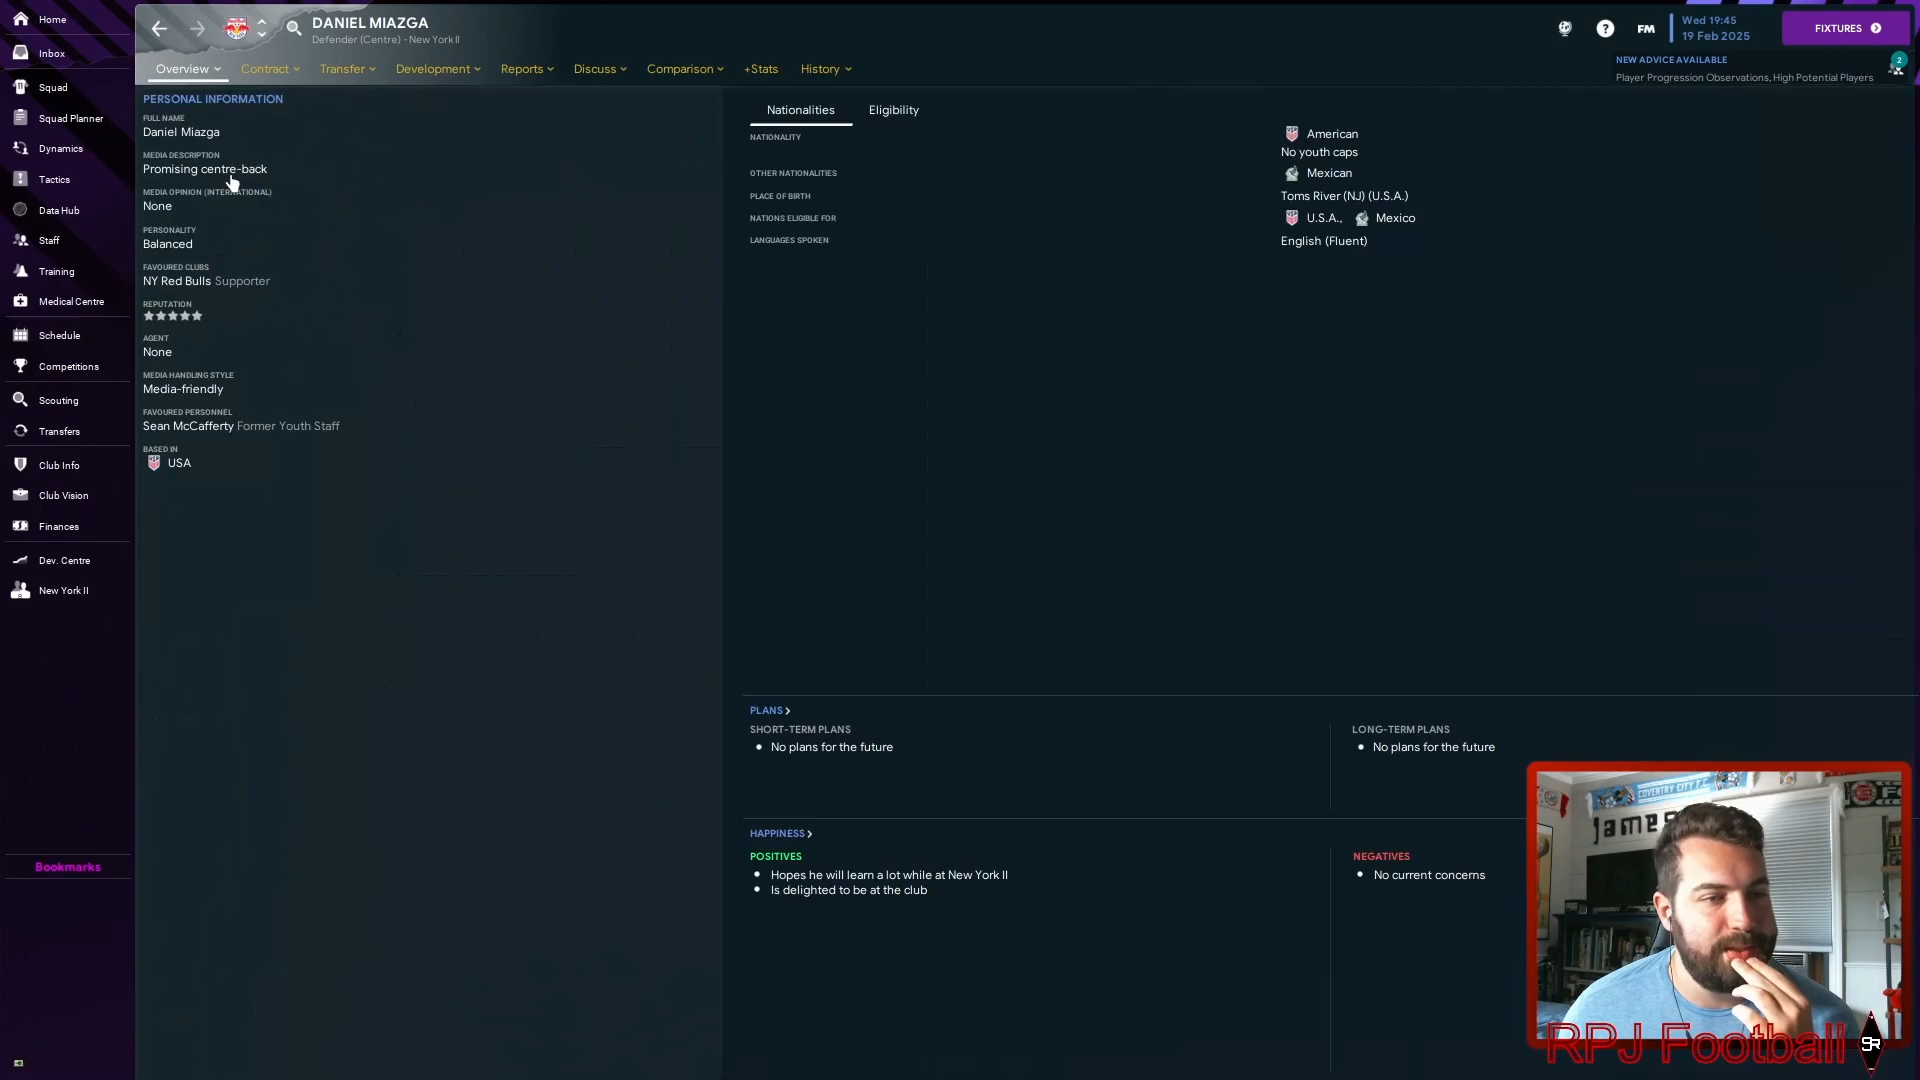 Home
Inbox
Squad
Squad Planner
Dynamics
Tactics
Data Hub
Staff
Training
Medical Centre
Schedule
Competitions
Scouting
Transfers
Club Info
Club Vision
Finances
Dev. Centre
New York II
Bookmarks
DANIEL MIAZGA
Defender (Centre) - New York II
FM
Wed 19:45
19 Feb 2025
FIXTURES
Overview Contract Transfer Development Reports Discuss Comparison +Stats History
NEW ADVICE AVAILABLE
Player Progression Observations, High Potential Players
2
PERSONAL INFORMATION
FULL NAME
Daniel Miazga
MEDIA DESCRIPTION
Promising centre-back
MEDIA OPINION (INTERNATIONAL)
None
PERSONALITY
Balanced
FAVOURED CLUBS
NY Red Bulls Supporter
REPUTATION
AGENT
None
MEDIA HANDLING STYLE
Media-friendly
FAVOURED PERSONNEL
Sean McCafferty Former Youth Staff
BASED IN
USA
Nationalities Eligibility
NATIONALITY
American
No youth caps
OTHER NATIONALITIES
Mexican
PLACE OF BIRTH
Toms River (NJ) (U.S.A.)
NATIONS ELIGIBLE FOR
U.S.A., Mexico
LANGUAGES SPOKEN
English (Fluent)
PLANS
SHORT-TERM PLANS
No plans for the future
LONG-TERM PLANS
No plans for the future
HAPPINESS
POSITIVES
Hopes he will learn a lot while at New York II
Is delighted to be at the club
NEGATIVES
No current concerns
COVENTRY CITY F.C.
James
RPJ Football
SR